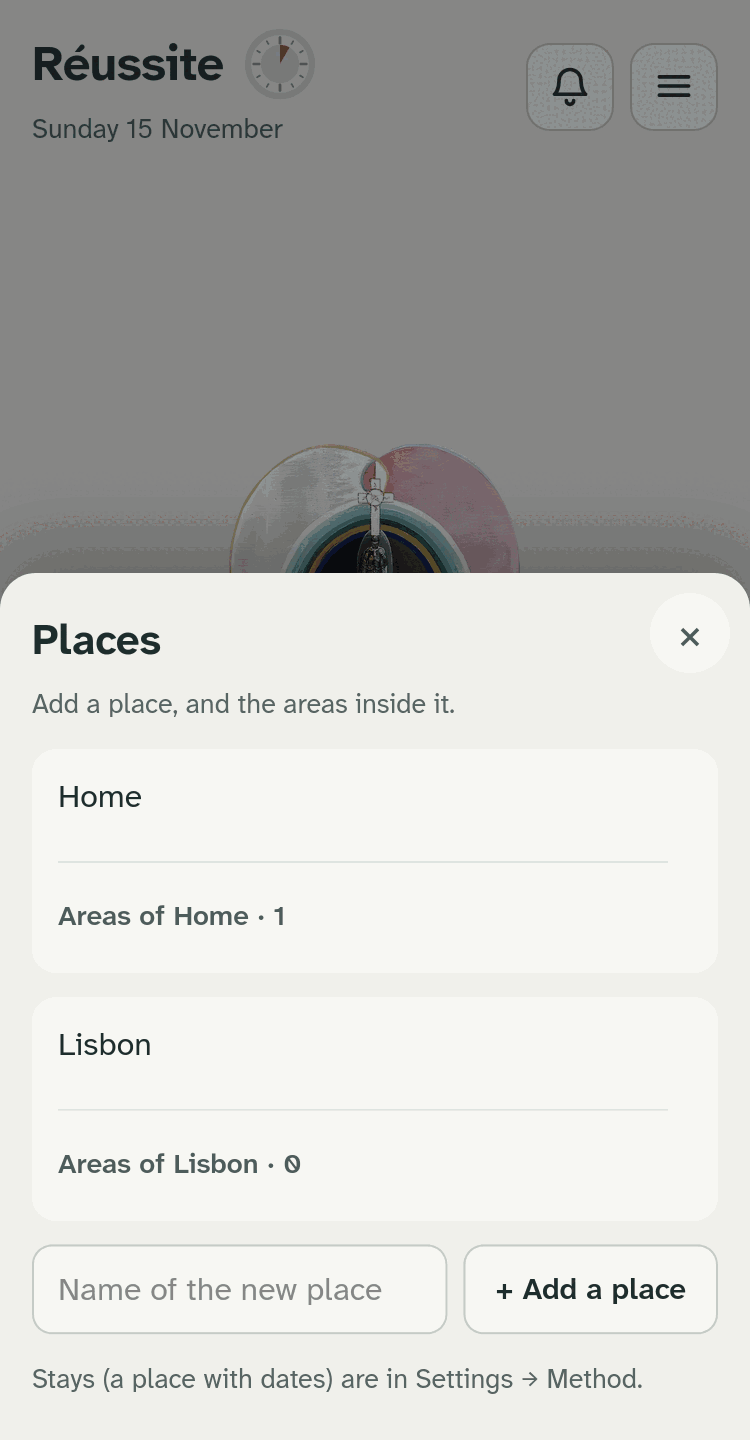 Réussite
Sunday 15 November
Places
×
Add a place, and the areas inside it.
Home
Areas of Home · 1
Lisbon
Areas of Lisbon · 0
Name of the new place
+ Add a place
Stays (a place with dates) are in Settings → Method.